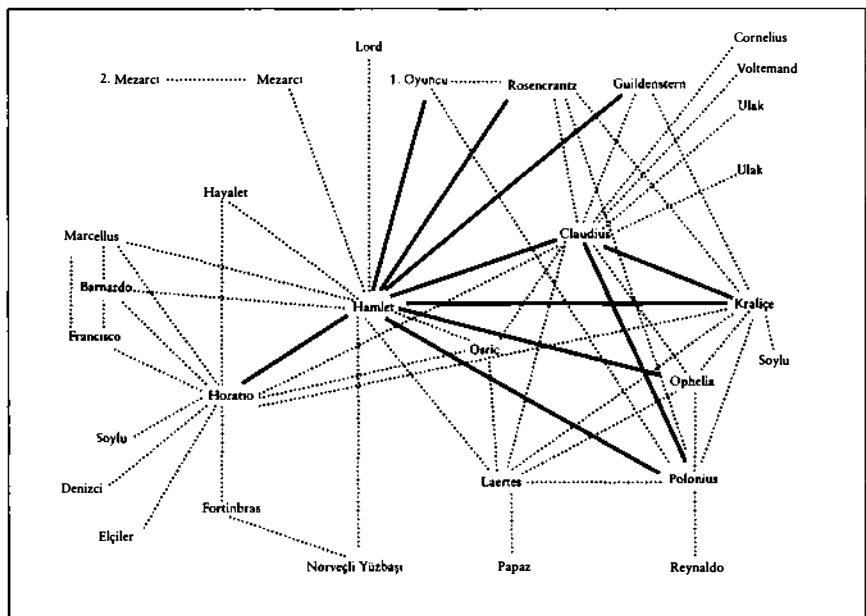 Cornelius
Lord
Voltemand
2. Mezarcı
Mezarcı
1. Oyuncu
Rosencrantz
Guildenstern
Ulak
Ulak
Hayalet
Marcellus
Claudius
Barnardo
Hamlet
Kraliçe
Francisco
Osric
Soylu
Ophelia
Horatio
Soylu
Laertes
Polonius
Denizci
Fortinbras
Elçiler
Norveçli Yüzbaşı
Papaz
Reynaldo